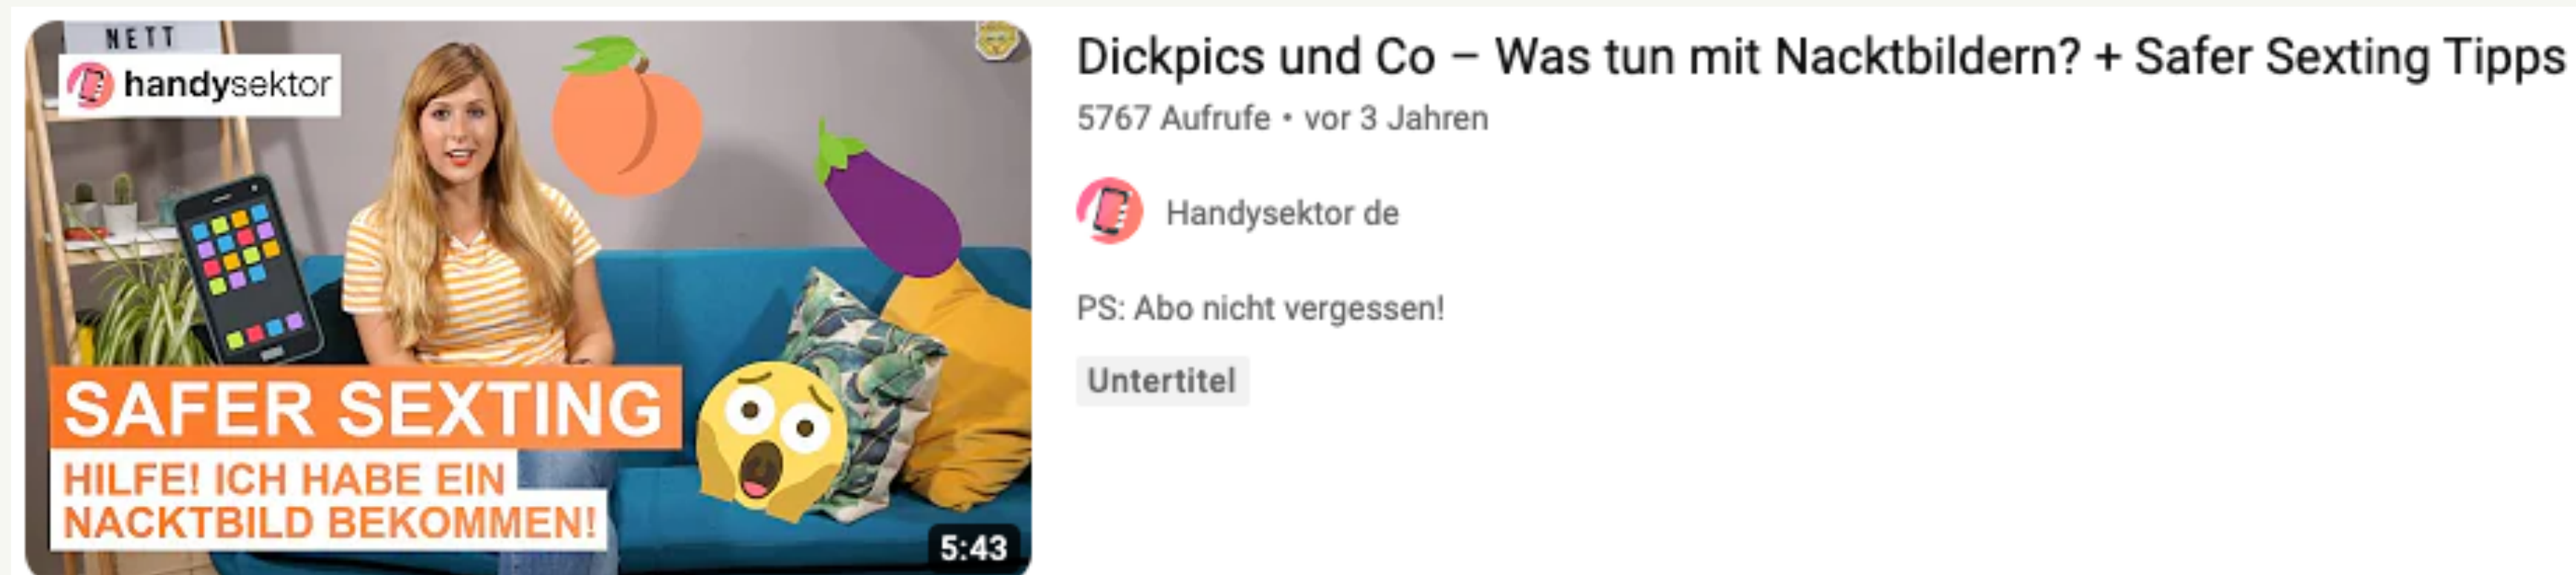 NETT
handysektor
SAFER SEXTING
HILFE! ICH HABE EIN
NACKTBILD BEKOMMEN!
5:43
Dickpics und Co – Was tun mit Nacktbildern? + Safer Sexting Tipps
5767 Aufrufe • vor 3 Jahren
Handysektor de
PS: Abo nicht vergessen!
Untertitel